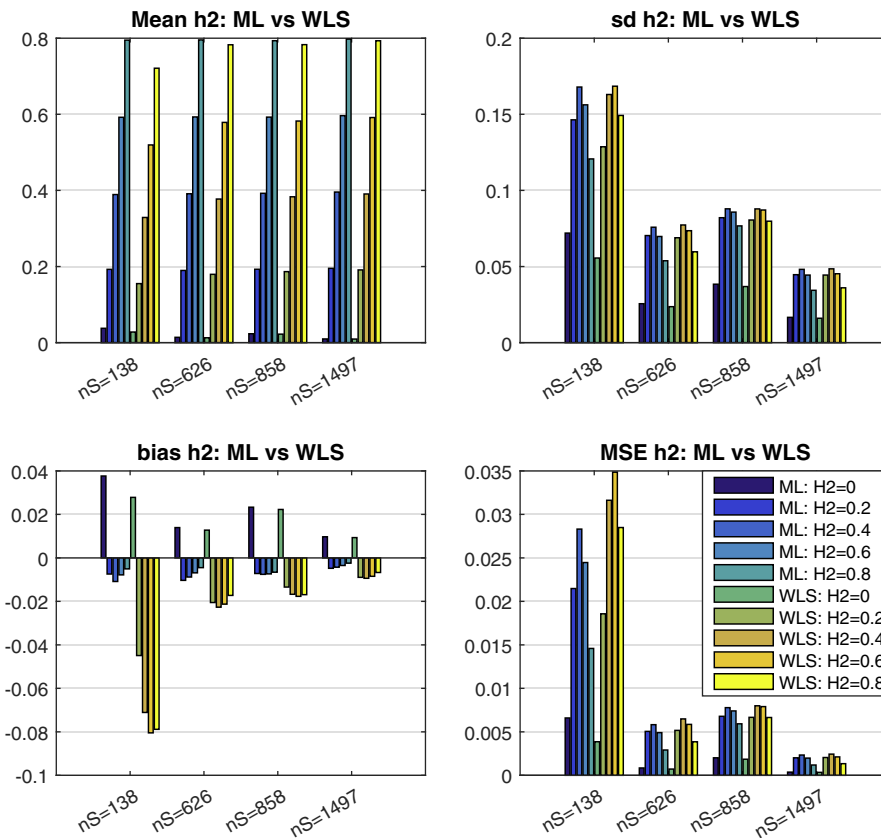 Mean h2: ML vs WLS
0.8
0.6
0.4
0.2
0
nS=138
nS=626
nS=858
nS=1497
sd h2: ML vs WLS
0.2
0.15
0.1
0.05
0
nS=138
nS=626
nS=858
nS=1497
bias h2: ML vs WLS
0.04
0.02
0
-0.02
-0.04
-0.06
-0.08
-0.1
nS=138
nS=626
nS=858
nS=1497
MSE h2: ML vs WLS
0.035
0.03
0.025
0.02
0.015
0.01
0.005
0
nS=138
nS=626
nS=858
nS=1497
ML: H2=0
ML: H2=0.2
ML: H2=0.4
ML: H2=0.6
ML: H2=0.8
WLS: H2=0
WLS: H2=0.2
WLS: H2=0.4
WLS: H2=0.6
WLS: H2=0.8